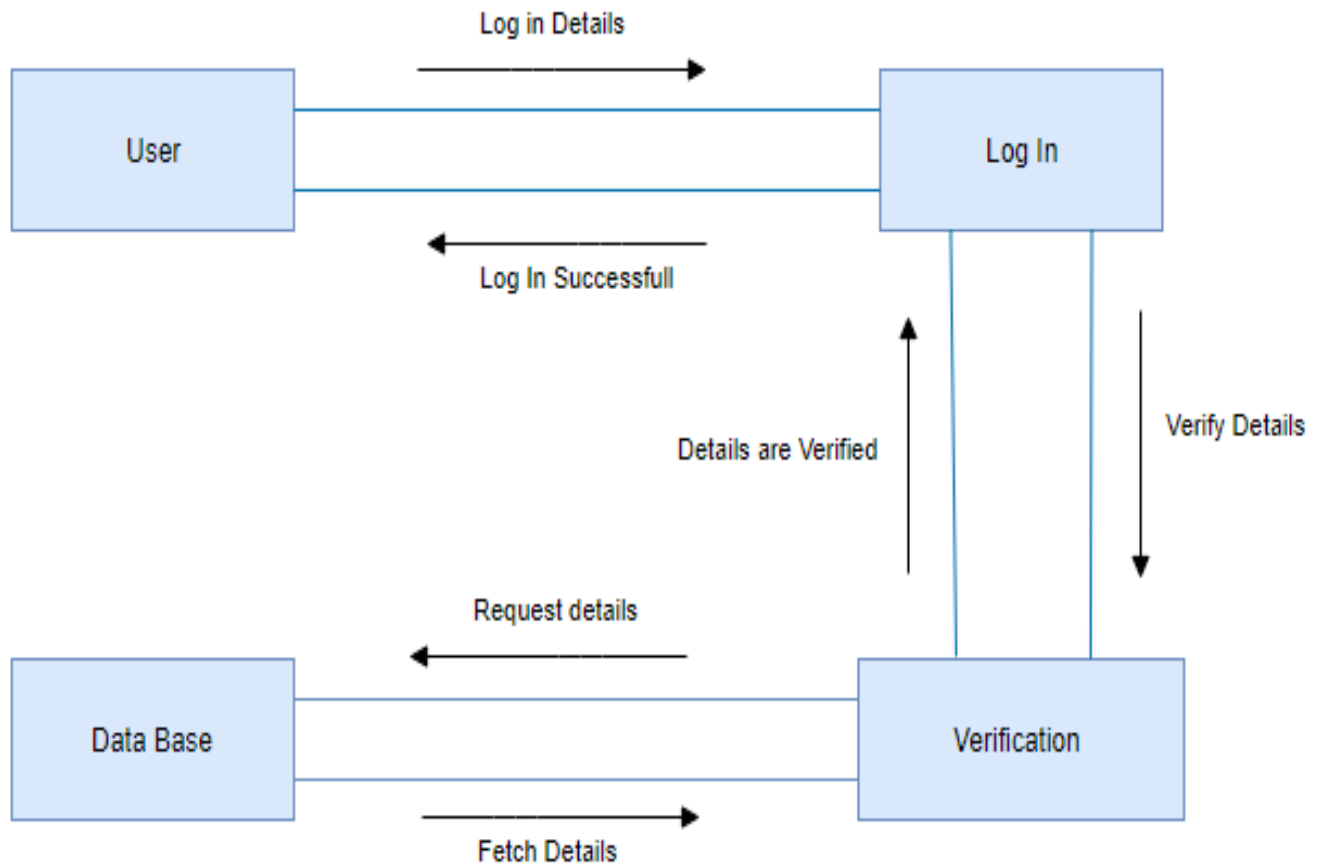 Log in Details
User
Log In
Log In Successfull
Details are Verified
Verify Details
Request details
Data Base
Verification
Fetch Details